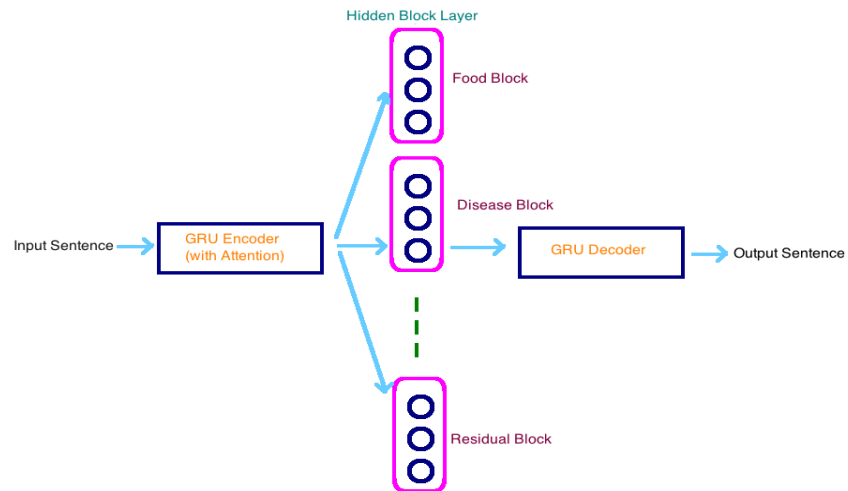 Hidden Block Layer
Food Block
Disease Block
Input Sentence
GRU Encoder
(with Attention)
GRU Decoder
Output Sentence
Residual Block